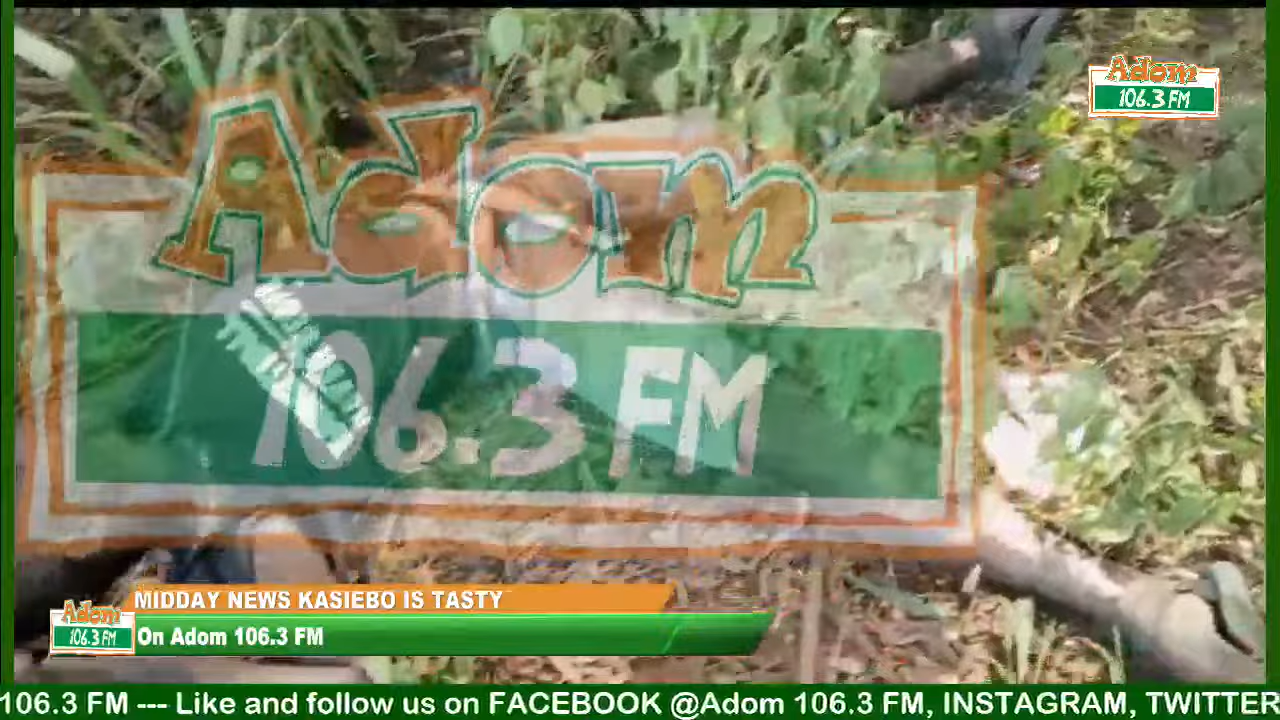 Adom
106.3 FM
Adom
106.3 FM
MIDDAY NEWS KASIEBO IS TASTY
Adom
106.3 FM
On Adom 106.3 FM
106.3 FM --- Like and follow us on FACEBOOK @Adom 106.3 FM, INSTAGRAM, TWITTER